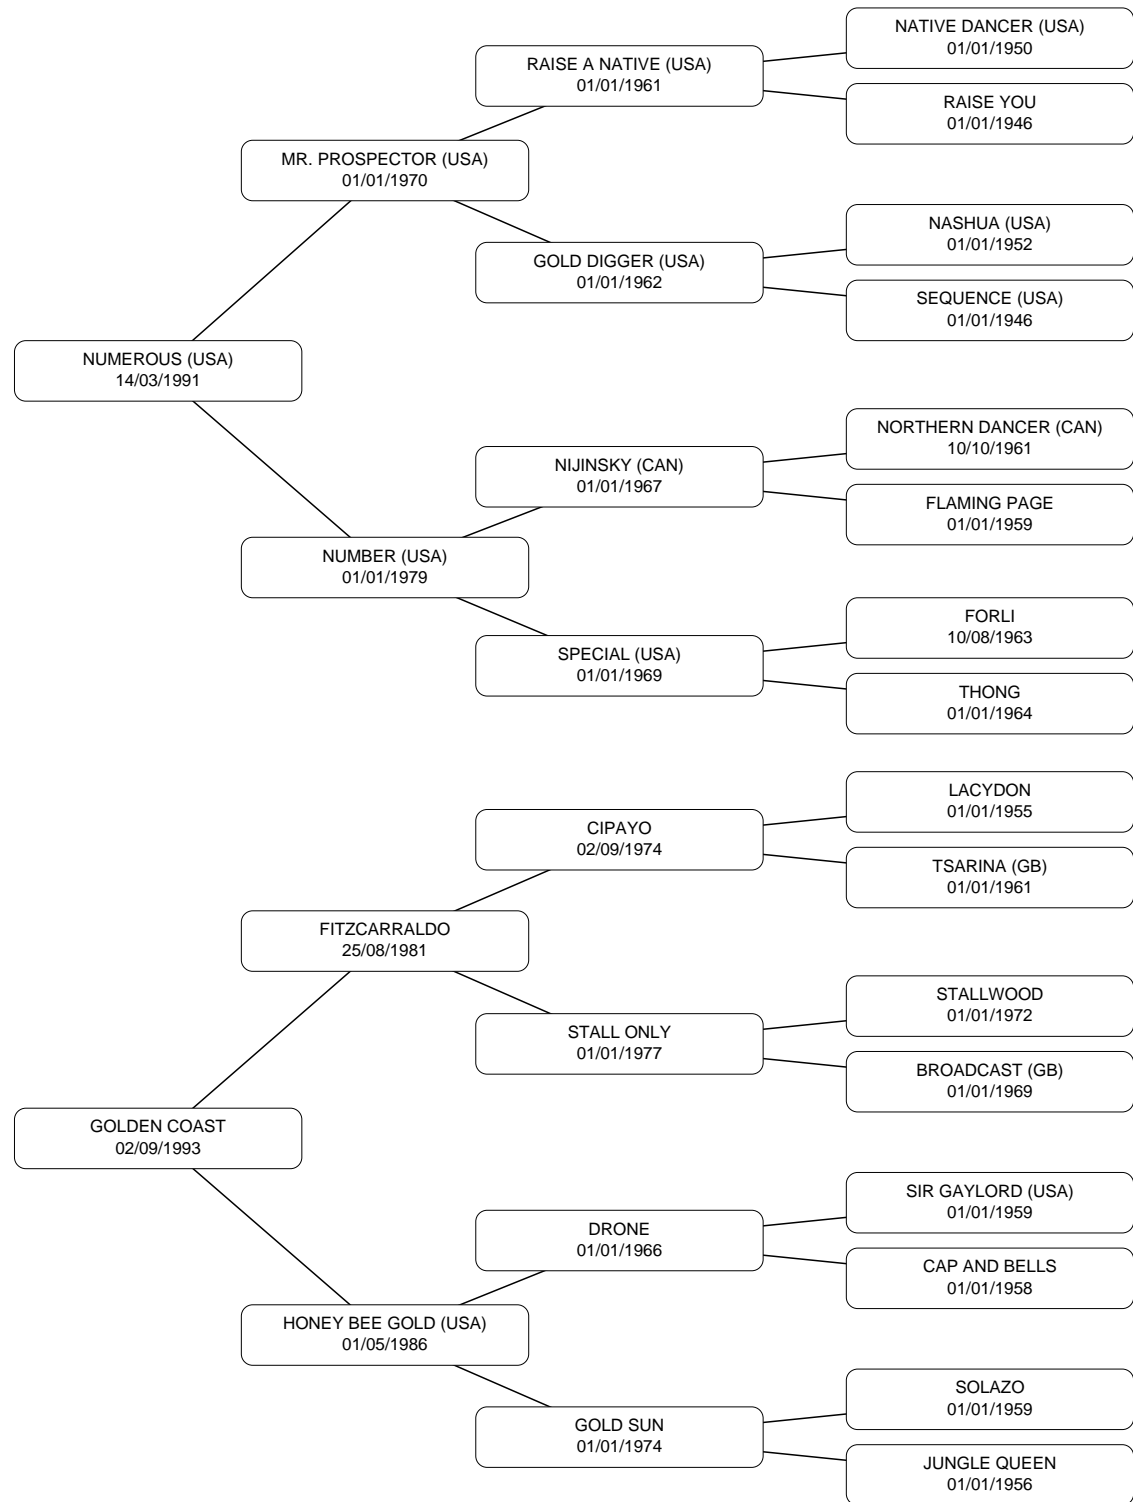 NATIVE DANCER (USA)
01/01/1950
RAISE A NATIVE (USA)
01/01/1961
RAISE YOU
01/01/1946
MR. PROSPECTOR (USA)
01/01/1970
NASHUA (USA)
01/01/1952
GOLD DIGGER (USA)
01/01/1962
SEQUENCE (USA)
01/01/1946
NUMEROUS (USA)
14/03/1991
NORTHERN DANCER (CAN)
10/10/1961
NIJINSKY (CAN)
01/01/1967
FLAMING PAGE
01/01/1959
NUMBER (USA)
01/01/1979
FORLI
10/08/1963
SPECIAL (USA)
01/01/1969
THONG
01/01/1964
LACYDON
01/01/1955
CIPAYO
02/09/1974
TSARINA (GB)
01/01/1961
FITZCARRALDO
25/08/1981
STALLWOOD
01/01/1972
STALL ONLY
01/01/1977
BROADCAST (GB)
01/01/1969
GOLDEN COAST
02/09/1993
SIR GAYLORD (USA)
01/01/1959
DRONE
01/01/1966
CAP AND BELLS
01/01/1958
HONEY BEE GOLD (USA)
01/05/1986
SOLAZO
01/01/1959
GOLD SUN
01/01/1974
JUNGLE QUEEN
01/01/1956